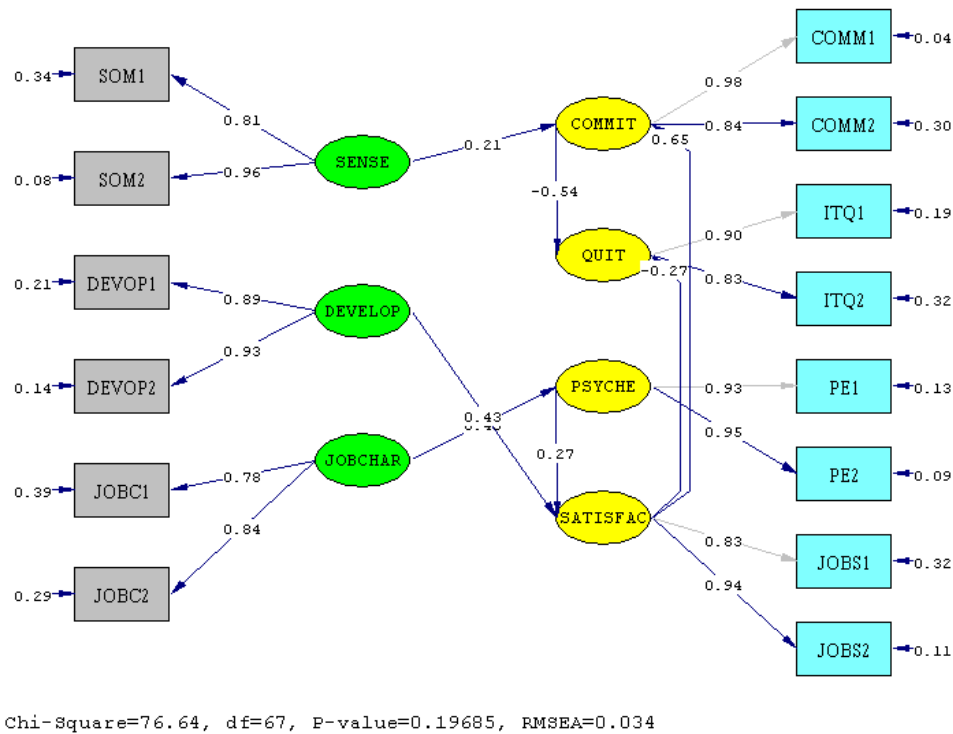 COMM1
0.04
0.34
SOM1
0.98
0.81
COMMIT
0.84
COMM2
0.30
0.21
0.65
SENSE
0.08
SOM2
0.96
-0.54
ITQ1
0.19
0.90
QUIT
-0.27
0.83
0.21
DEVOP1
0.89
ITQ2
0.32
DEVELOP
0.93
0.14
DEVOP2
PSYCHE
0.93
PE1
0.13
0.43
0.95
0.27
JOBCHAR
0.78
PE2
0.09
0.39
JOBC1
SATISFAC
0.84
0.83
JOBS1
0.32
0.94
0.29
JOBC2
JOBS2
0.11
Chi-Square=76.64, df=67, P-value=0.19685, RMSEA=0.034